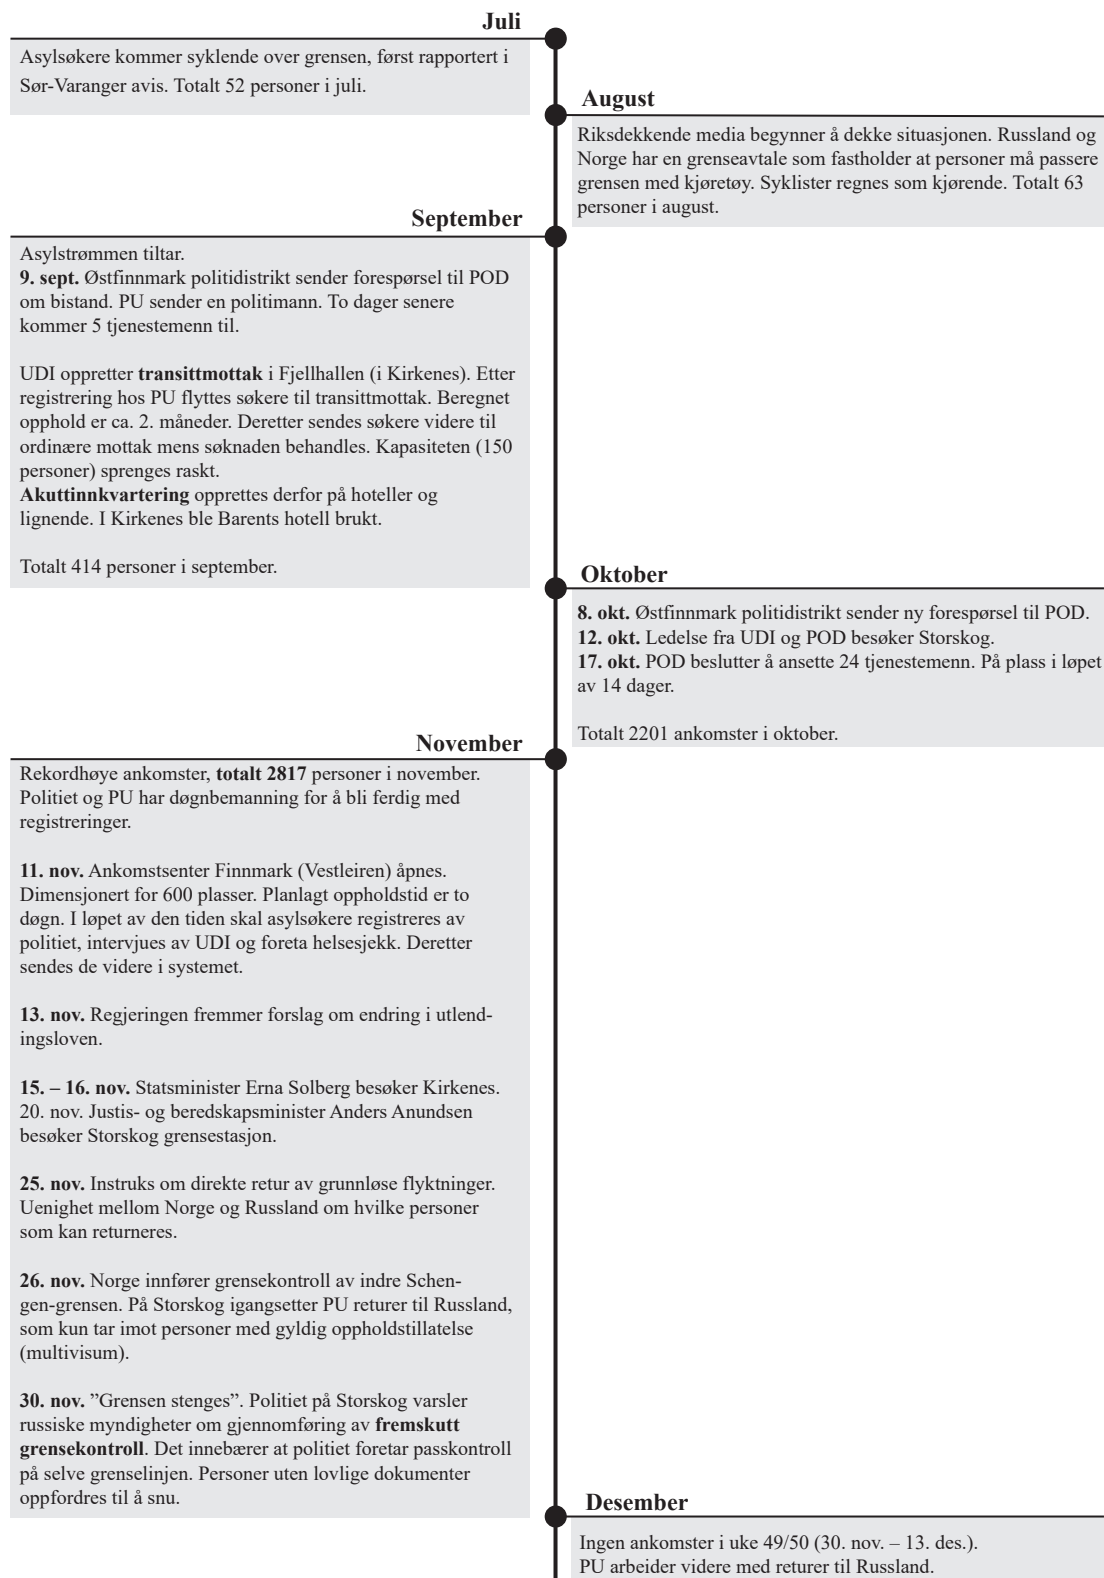 Juli
Asylsøkere kommer syklende over grensen, først rapportert i
Sør-Varanger avis. Totalt 52 personer i juli.
August
Riksdekkende media begynner å dekke situasjonen. Russland og
Norge har en grenseavtale som fastholder at personer må passere
grensen med kjøretøy. Syklister regnes som kjørende. Totalt 63
personer i august.
September
Asylstrømmen tiltar.
9. sept. Østfinnmark politidistrikt sender forespørsel til POD
om bistand. PU sender en politimann. To dager senere
kommer 5 tjenestemenn til.
UDI oppretter transittmottak i Fjellhallen (i Kirkenes). Etter
registrering hos PU flyttes søkere til transittmottak. Beregnet
opphold er ca. 2. måneder. Deretter sendes søkere videre til
ordinære mottak mens søknaden behandles. Kapasiteten (150
personer) sprenges raskt.
Akuttinnkvartering opprettes derfor på hoteller og
lignende. I Kirkenes ble Barents hotell brukt.
Totalt 414 personer i september.
Oktober
8. okt. Østfinnmark politidistrikt sender ny forespørsel til POD.
12. okt. Ledelse fra UDI og POD besøker Storskog.
17. okt. POD beslutter å ansette 24 tjenestemenn. På plass i løpet
av 14 dager.
Totalt 2201 ankomster i oktober.
November
Rekordhøye ankomster, totalt 2817 personer i november.
Politiet og PU har døgnbemanning for å bli ferdig med
registreringer.
11. nov. Ankomstsenter Finnmark (Vestleiren) åpnes.
Dimensjonert for 600 plasser. Planlagt oppholdstid er to
døgn. I løpet av den tiden skal asylsøkere registreres av
politiet, intervjues av UDI og foreta helsesjekk. Deretter
sendes de videre i systemet.
13. nov. Regjeringen fremmer forslag om endring i utlend-
ingsloven.
15. – 16. nov. Statsminister Erna Solberg besøker Kirkenes.
20. nov. Justis- og beredskapsminister Anders Anundsen
besøker Storskog grensestasjon.
25. nov. Instruks om direkte retur av grunnløse flyktninger.
Uenighet mellom Norge og Russland om hvilke personer
som kan returneres.
26. nov. Norge innfører grensekontroll av indre Schen-
gen-grensen. På Storskog igangsetter PU returer til Russland,
som kun tar imot personer med gyldig oppholdstillatelse
(multivisum).
30. nov. ”Grensen stenges”. Politiet på Storskog varsler
russiske myndigheter om gjennomføring av fremskutt
grensekontroll. Det innebærer at politiet foretar passkontroll
på selve grenselinjen. Personer uten lovlige dokumenter
oppfordres til å snu.
Desember
Ingen ankomster i uke 49/50 (30. nov. – 13. des.).
PU arbeider videre med returer til Russland.